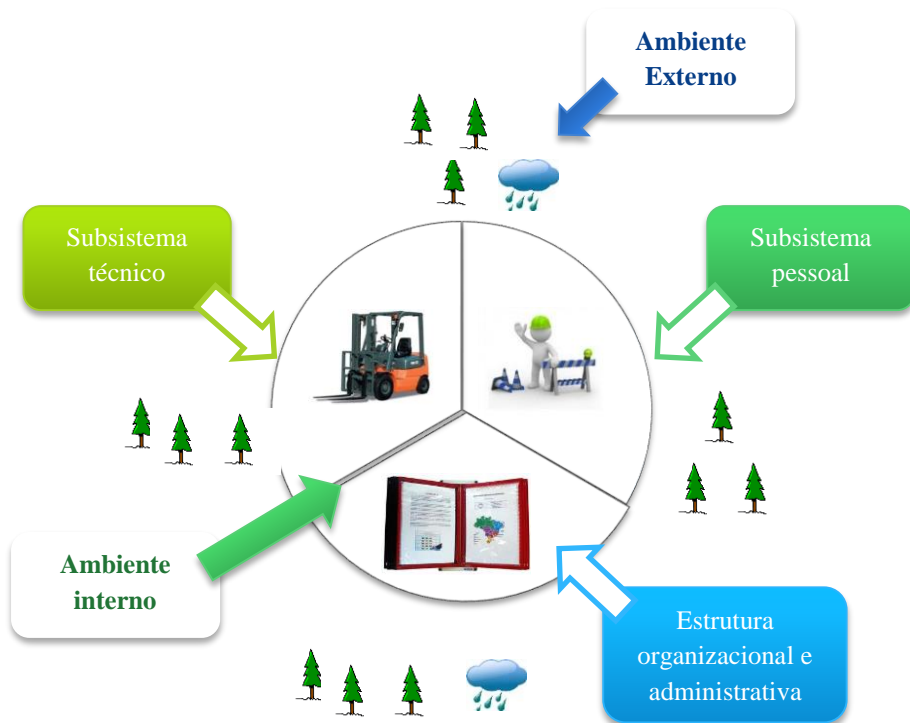 Ambiente
Externo
Subsistema
técnico
Subsistema
pessoal
Ambiente
interno
Estrutura
organizacional e
administrativa